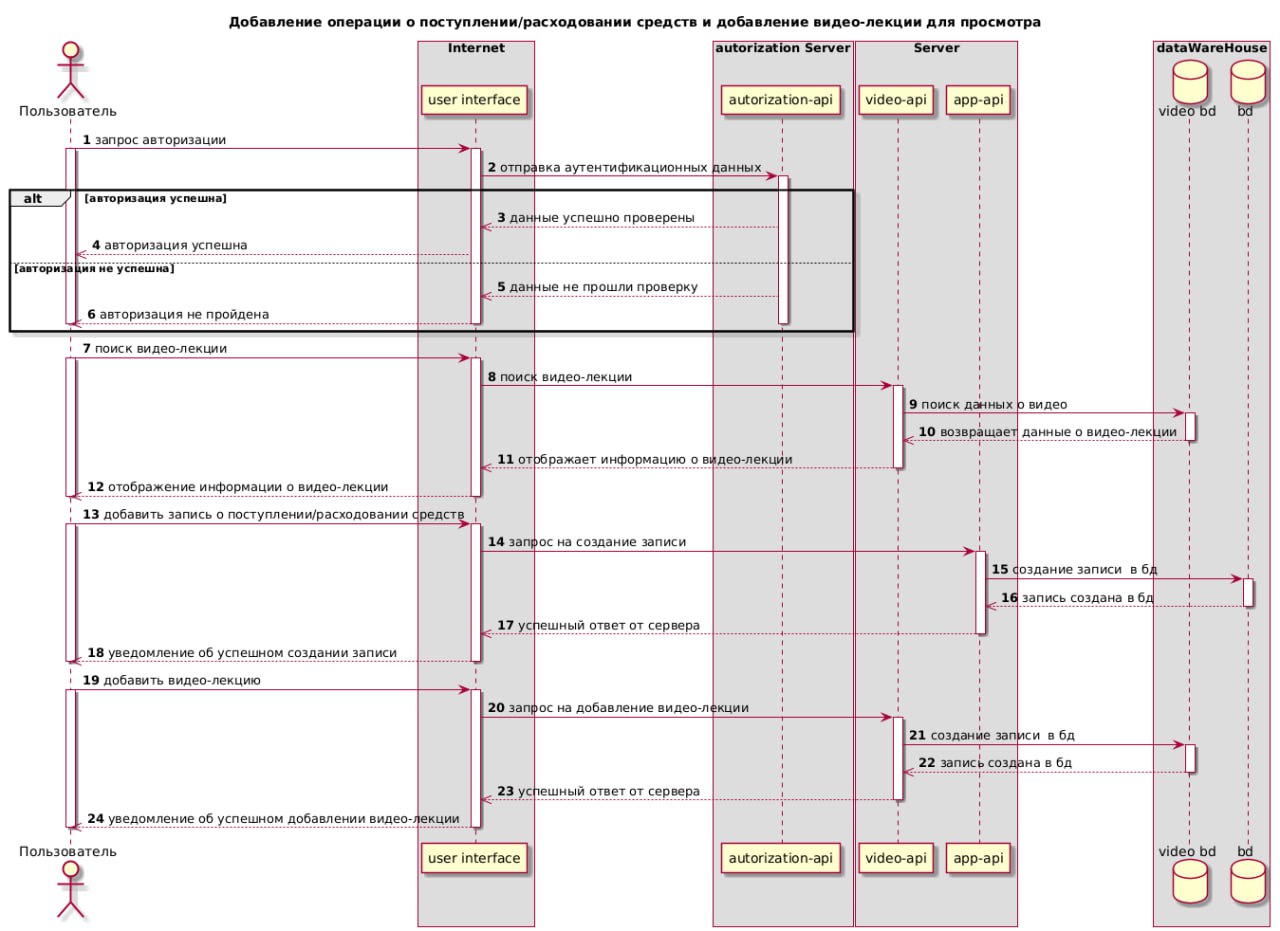 Добавление операции о поступлении/расходовании средств и добавление видео-лекции для просмотра
Internet
autorization Server
Server
dataWareHouse
Пользователь
user interface
autorization-api
video-api
app-api
video bd
bd
1 запрос авторизации
2 отправка аутентификационных данных
alt
[авторизация успешна]
3 данные успешно проверены
4 авторизация успешна
[авторизация не успешна]
5 данные не прошли проверку
6 авторизация не пройдена
7 поиск видео-лекции
8 поиск видео-лекции
9 поиск данных о видео
10 возвращает данные о видео-лекции
11 отображает информацию о видео-лекции
12 отображение информации о видео-лекции
13 добавить запись о поступлении/расходовании средств
14 запрос на создание записи
15 создание записи в бд
16 запись создана в бд
17 успешный ответ от сервера
18 уведомление об успешном создании записи
19 добавить видео-лекцию
20 запрос на добавление видео-лекции
21 создание записи в бд
22 запись создана в бд
23 успешный ответ от сервера
24 уведомление об успешном добавлении видео-лекции
Пользователь
user interface
autorization-api
video-api
app-api
video bd
bd